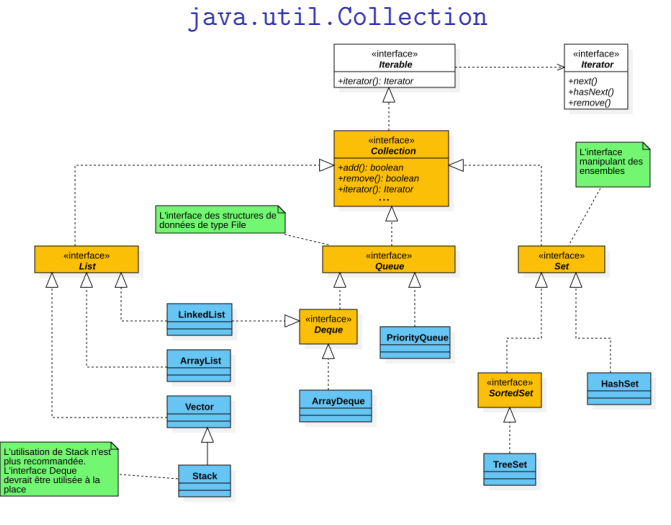 java.util.Collection
«interface»
Iterable
+iterator(): Iterator
«interface»
Iterator
+next()
+hasNext()
+remove()
«interface»
Collection
+add(): boolean
+remove(): boolean
+iterator(): Iterator
...
L'interface
manipulant des
ensembles
L'interface des structures de
données de type File
«interface»
List
«interface»
Queue
«interface»
Set
LinkedList
«interface»
Deque
PriorityQueue
ArrayList
«interface»
SortedSet
HashSet
Vector
ArrayDeque
L'utilisation de Stack n'est
plus recommandée.
L'interface Deque
devrait être utilisée à la
place
Stack
TreeSet